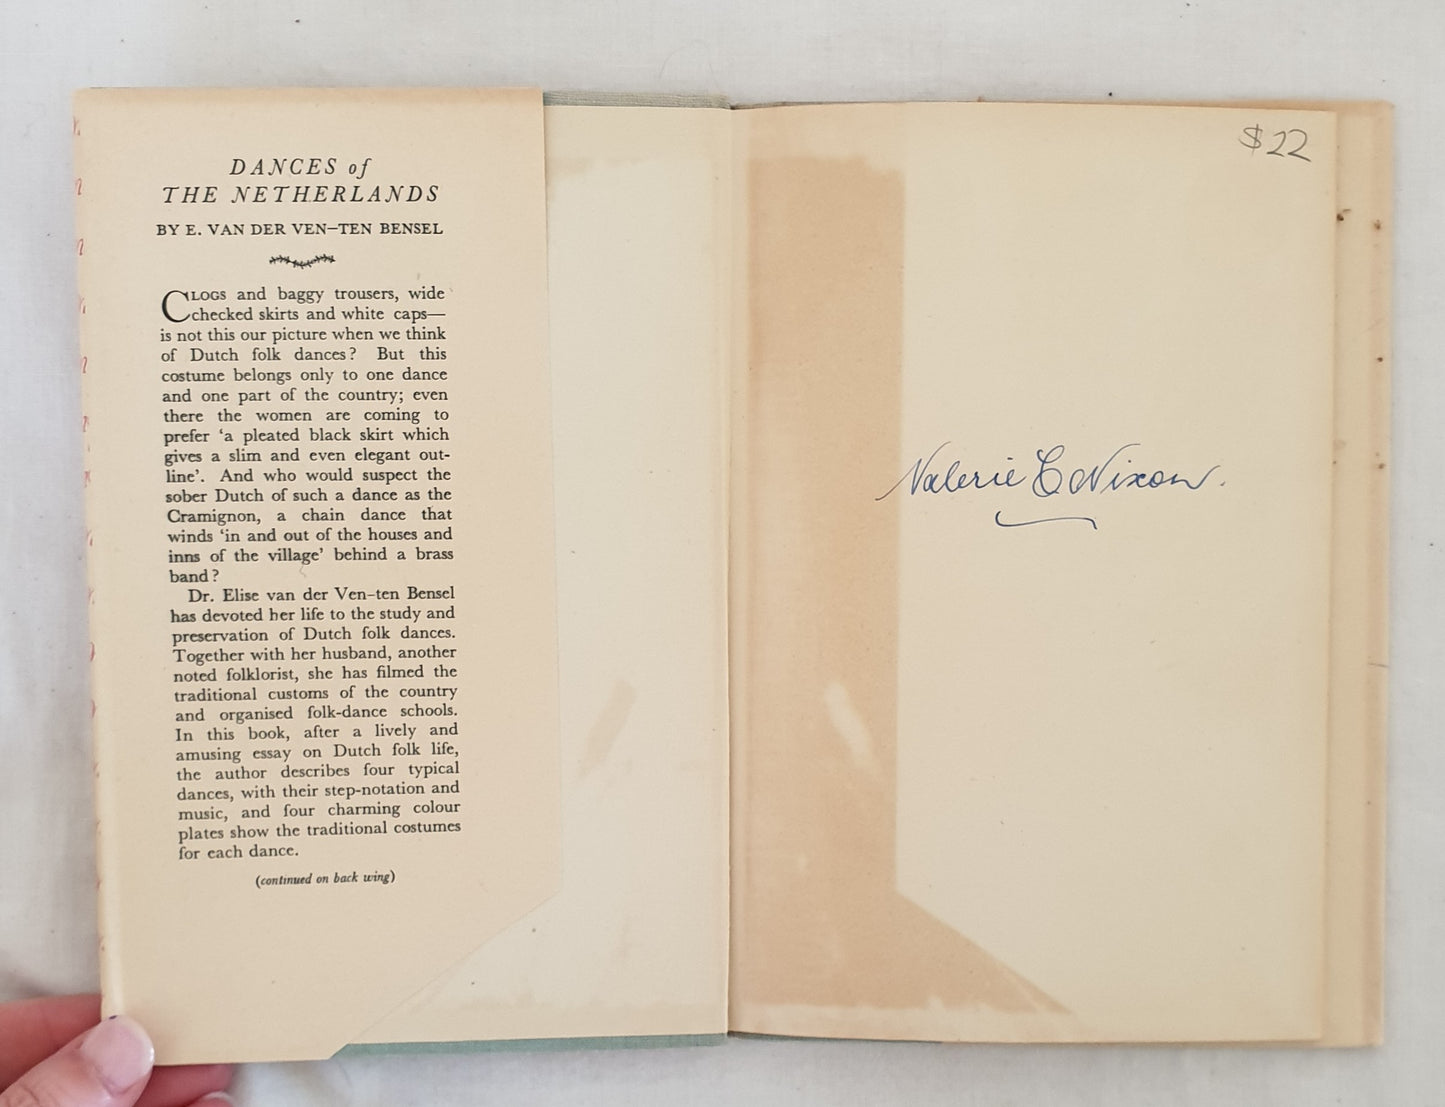 DANCES of
THE NETHERLANDS
BY E. VAN DER VEN–TEN BENSEL
CLOGS and baggy trousers, wide
checked skirts and white caps—
is not this our picture when we think
of Dutch folk dances? But this
costume belongs only to one dance
and one part of the country; even
there the women are coming to
prefer ‘a pleated black skirt which
gives a slim and even elegant out-
line’. And who would suspect the
sober Dutch of such a dance as the
Cramignon, a chain dance that
winds ‘in and out of the houses and
inns of the village’ behind a brass
band?
Dr. Elise van der Ven–ten Bensel
has devoted her life to the study and
preservation of Dutch folk dances.
Together with her husband, another
noted folklorist, she has filmed the
traditional customs of the country
and organised folk-dance schools.
In this book, after a lively and
amusing essay on Dutch folk life,
the author describes four typical
dances, with their step-notation and
music, and four charming colour
plates show the traditional costumes
for each dance.
(continued on back wing)
$22
Valerie E Nixon.